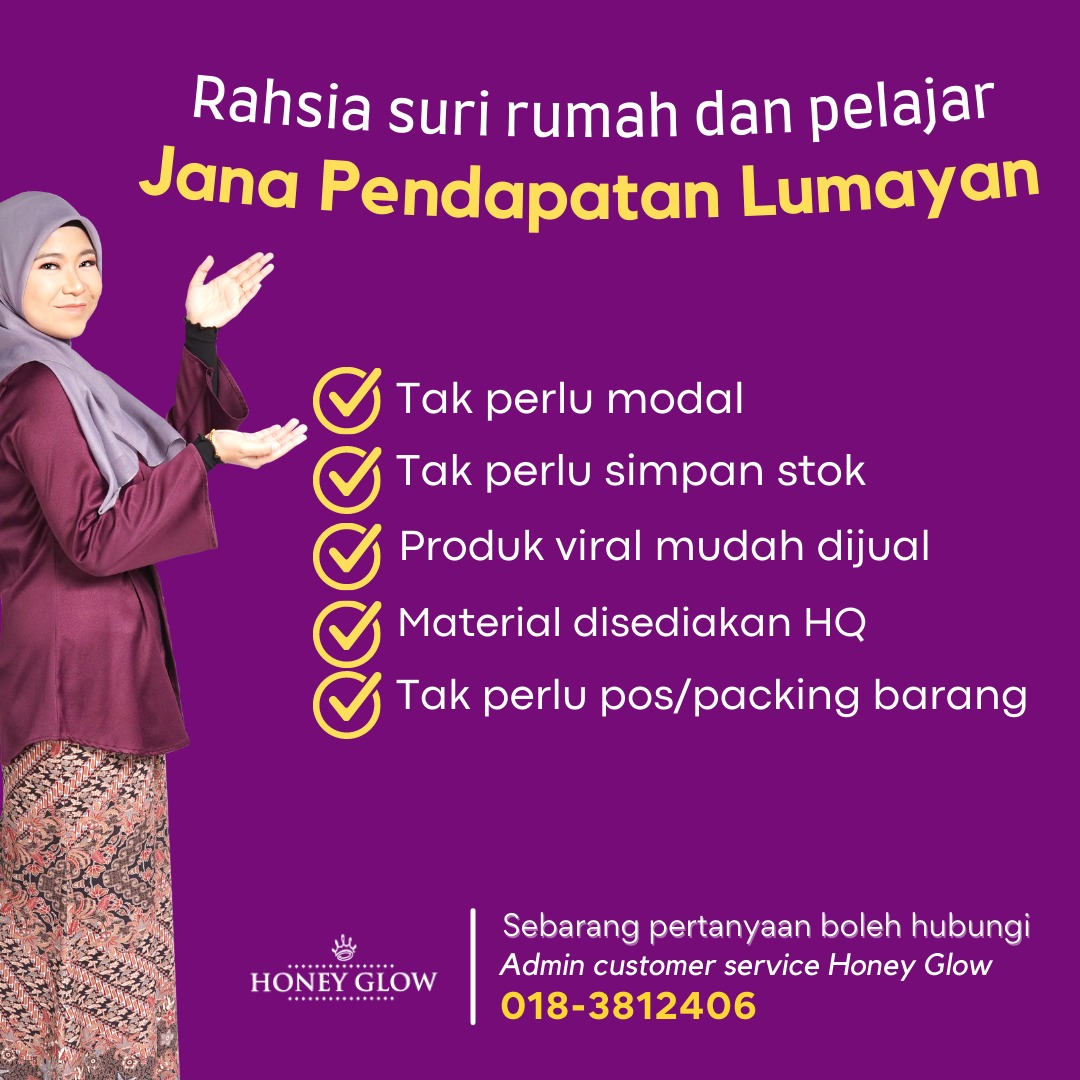 Rahsia suri rumah dan pelajar
Jana Pendapatan Lumayan
Tak perlu modal
Tak perlu simpan stok
Produk viral mudah dijual
Material disediakan HQ
Tak perlu pos/packing barang
HONEY GLOW
Sebarang pertanyaan boleh hubungi
Admin customer service Honey Glow
018-3812406